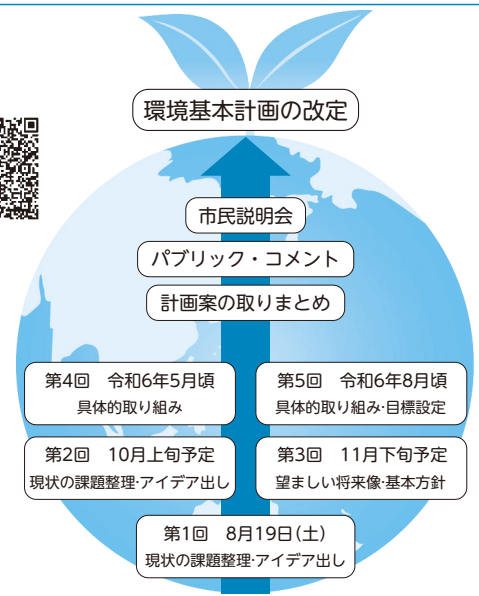 環境基本計画の改定
市民説明会
パブリック・コメント
計画案の取りまとめ
第4回　令和6年5月頃
具体的取り組み
第5回　令和6年8月頃
具体的取り組み・目標設定
第2回　10月上旬予定
現状の課題整理・アイデア出し
第3回　11月下旬予定
望ましい将来像・基本方針
第1回　8月19日(土)
現状の課題整理・アイデア出し